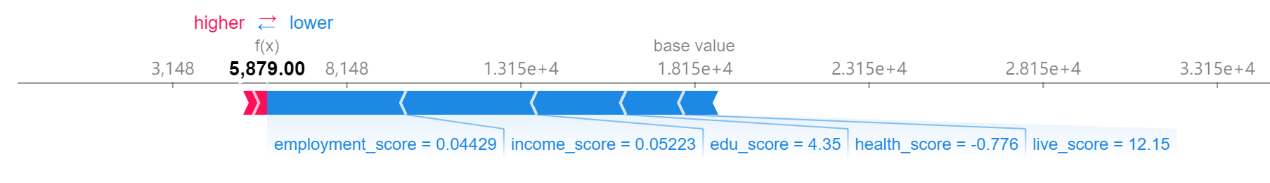 higher ⇄ lower
f(x) base value
3,148 5,879.00 8,148 1.315e+4 1.815e+4 2.315e+4 2.815e+4 3.315e+4
employment_score = 0.04429 income_score = 0.05223 edu_score = 4.35 health_score = -0.776 live_score = 12.15